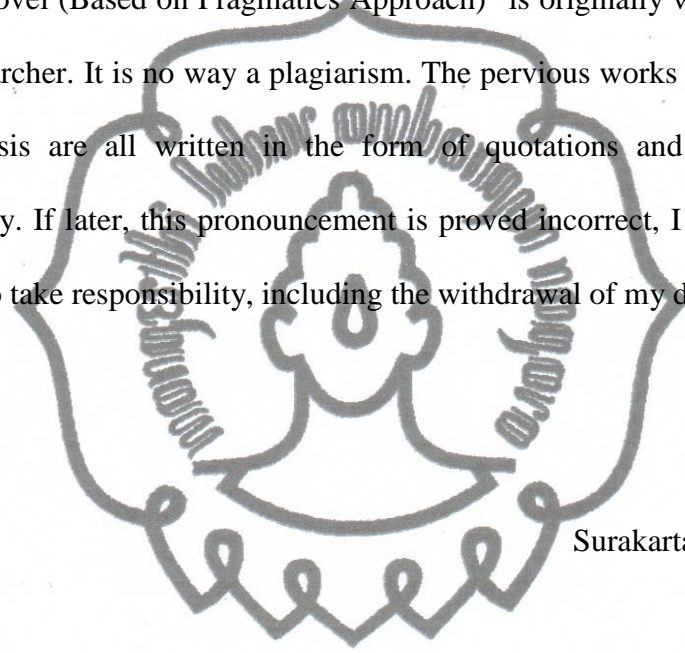 ovel (Based on Pragmatics Approach)" is originally w
archer. It is no way a plagiarism. The pervious works
sis are all written in the form of quotations and
y. If later, this pronouncement is proved incorrect, I
o take responsibility, including the withdrawal of my d
Surakarta